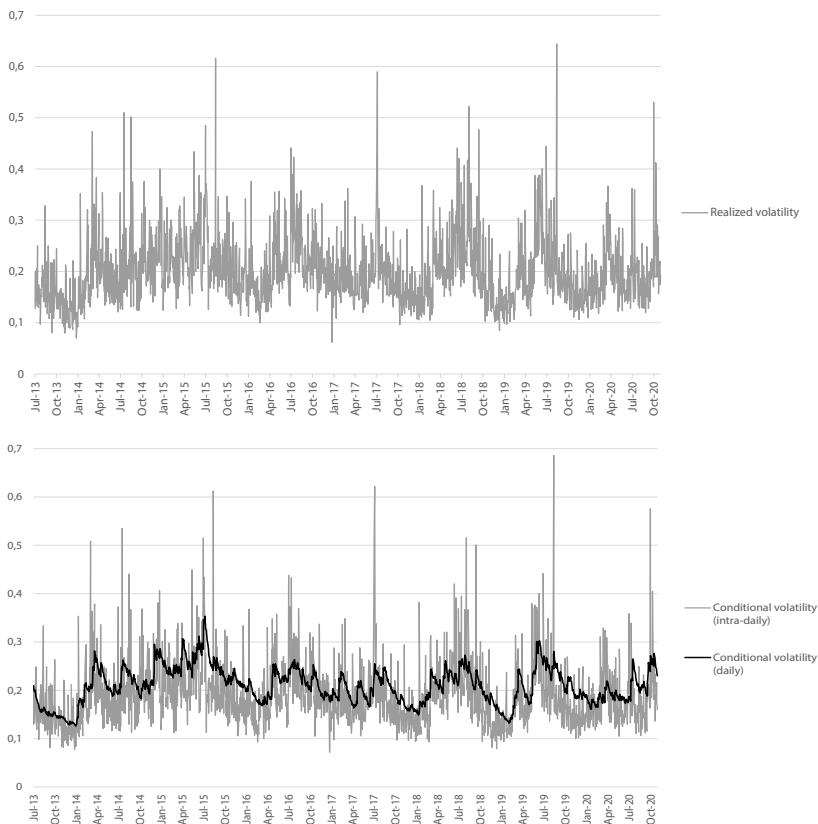 0,7
0,6
0,5
0,4
0,3
0,2
0,1
0
Jul-13
Oct-13
Jan-14
Apr-14
Jul-14
Oct-14
Jan-15
Apr-15
Jul-15
Oct-15
Jan-16
Apr-16
Jul-16
Oct-16
Jan-17
Apr-17
Jul-17
Oct-17
Jan-18
Apr-18
Jul-18
Oct-18
Jan-19
Apr-19
Jul-19
Oct-19
Jan-20
Apr-20
Jul-20
Oct-20
Realized volatility
0,7
0,6
0,5
0,4
0,3
0,2
0,1
0
Jul-13
Oct-13
Jan-14
Apr-14
Jul-14
Oct-14
Jan-15
Apr-15
Jul-15
Oct-15
Jan-16
Apr-16
Jul-16
Oct-16
Jan-17
Apr-17
Jul-17
Oct-17
Jan-18
Apr-18
Jul-18
Oct-18
Jan-19
Apr-19
Jul-19
Oct-19
Jan-20
Apr-20
Jul-20
Oct-20
Conditional volatility
(intra-daily)
Conditional volatility
(daily)